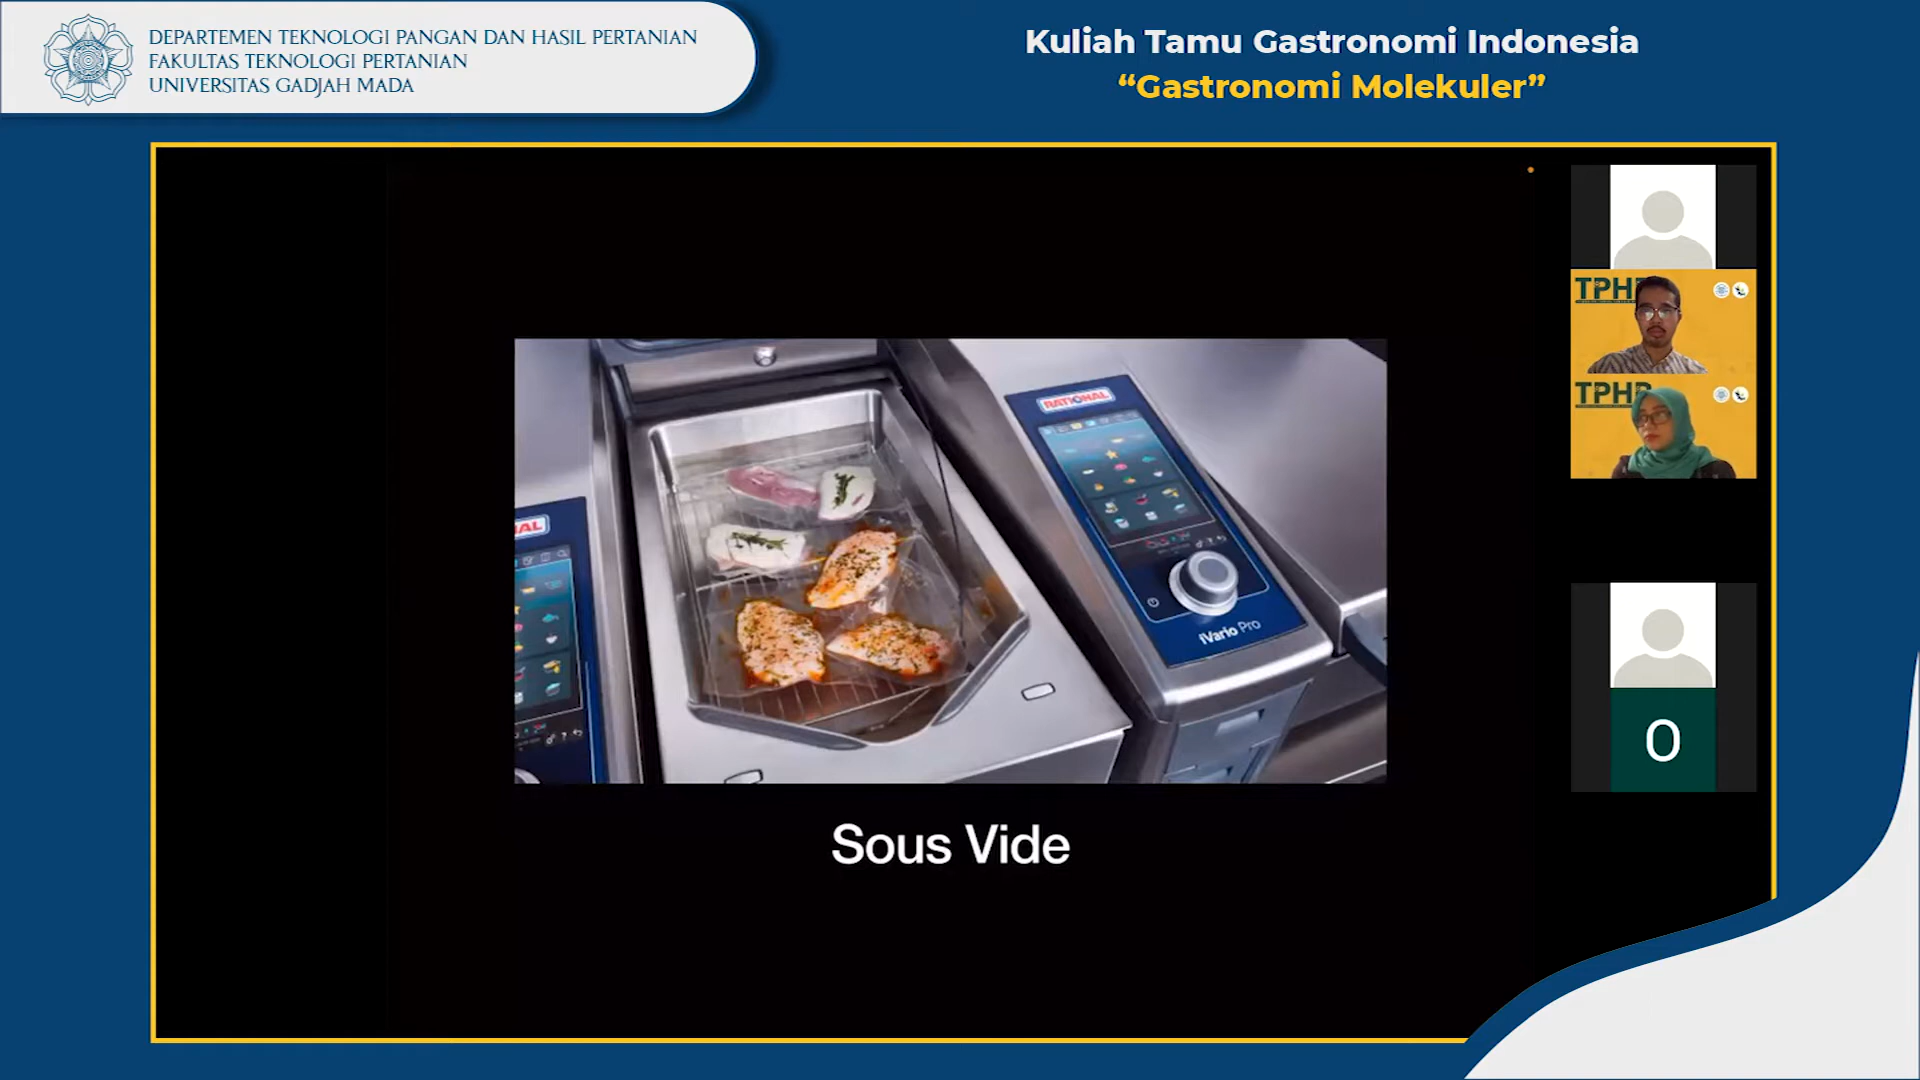 DEPARTEMEN TEKNOLOGI PANGAN DAN HASIL PERTANIAN
FAKULTAS TEKNOLOGI PERTANIAN
UNIVERSITAS GADJAH MADA
Kuliah Tamu Gastronomi Indonesia
“Gastronomi Molekuler”
TPHP
TPHP
RATIONAL
NAL
iVario Pro
O
Sous Vide